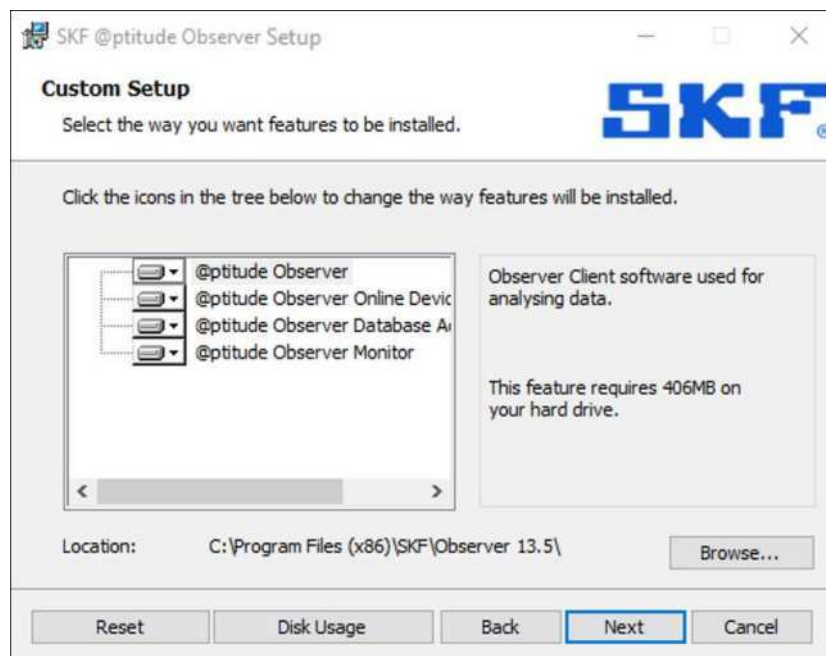 SKF @ptitude Observer Setup
Custom Setup
Select the way you want features to be installed.
SKF®
Click the icons in the tree below to change the way features will be installed.
@ptitude Observer
@ptitude Observer Online Devic
@ptitude Observer Database A
@ptitude Observer Monitor
Observer Client software used for
analysing data.
This feature requires 406MB on
your hard drive.
Location: C:\Program Files (x86)\SKF\Observer 13.5\
Browse...
Reset Disk Usage Back Next Cancel